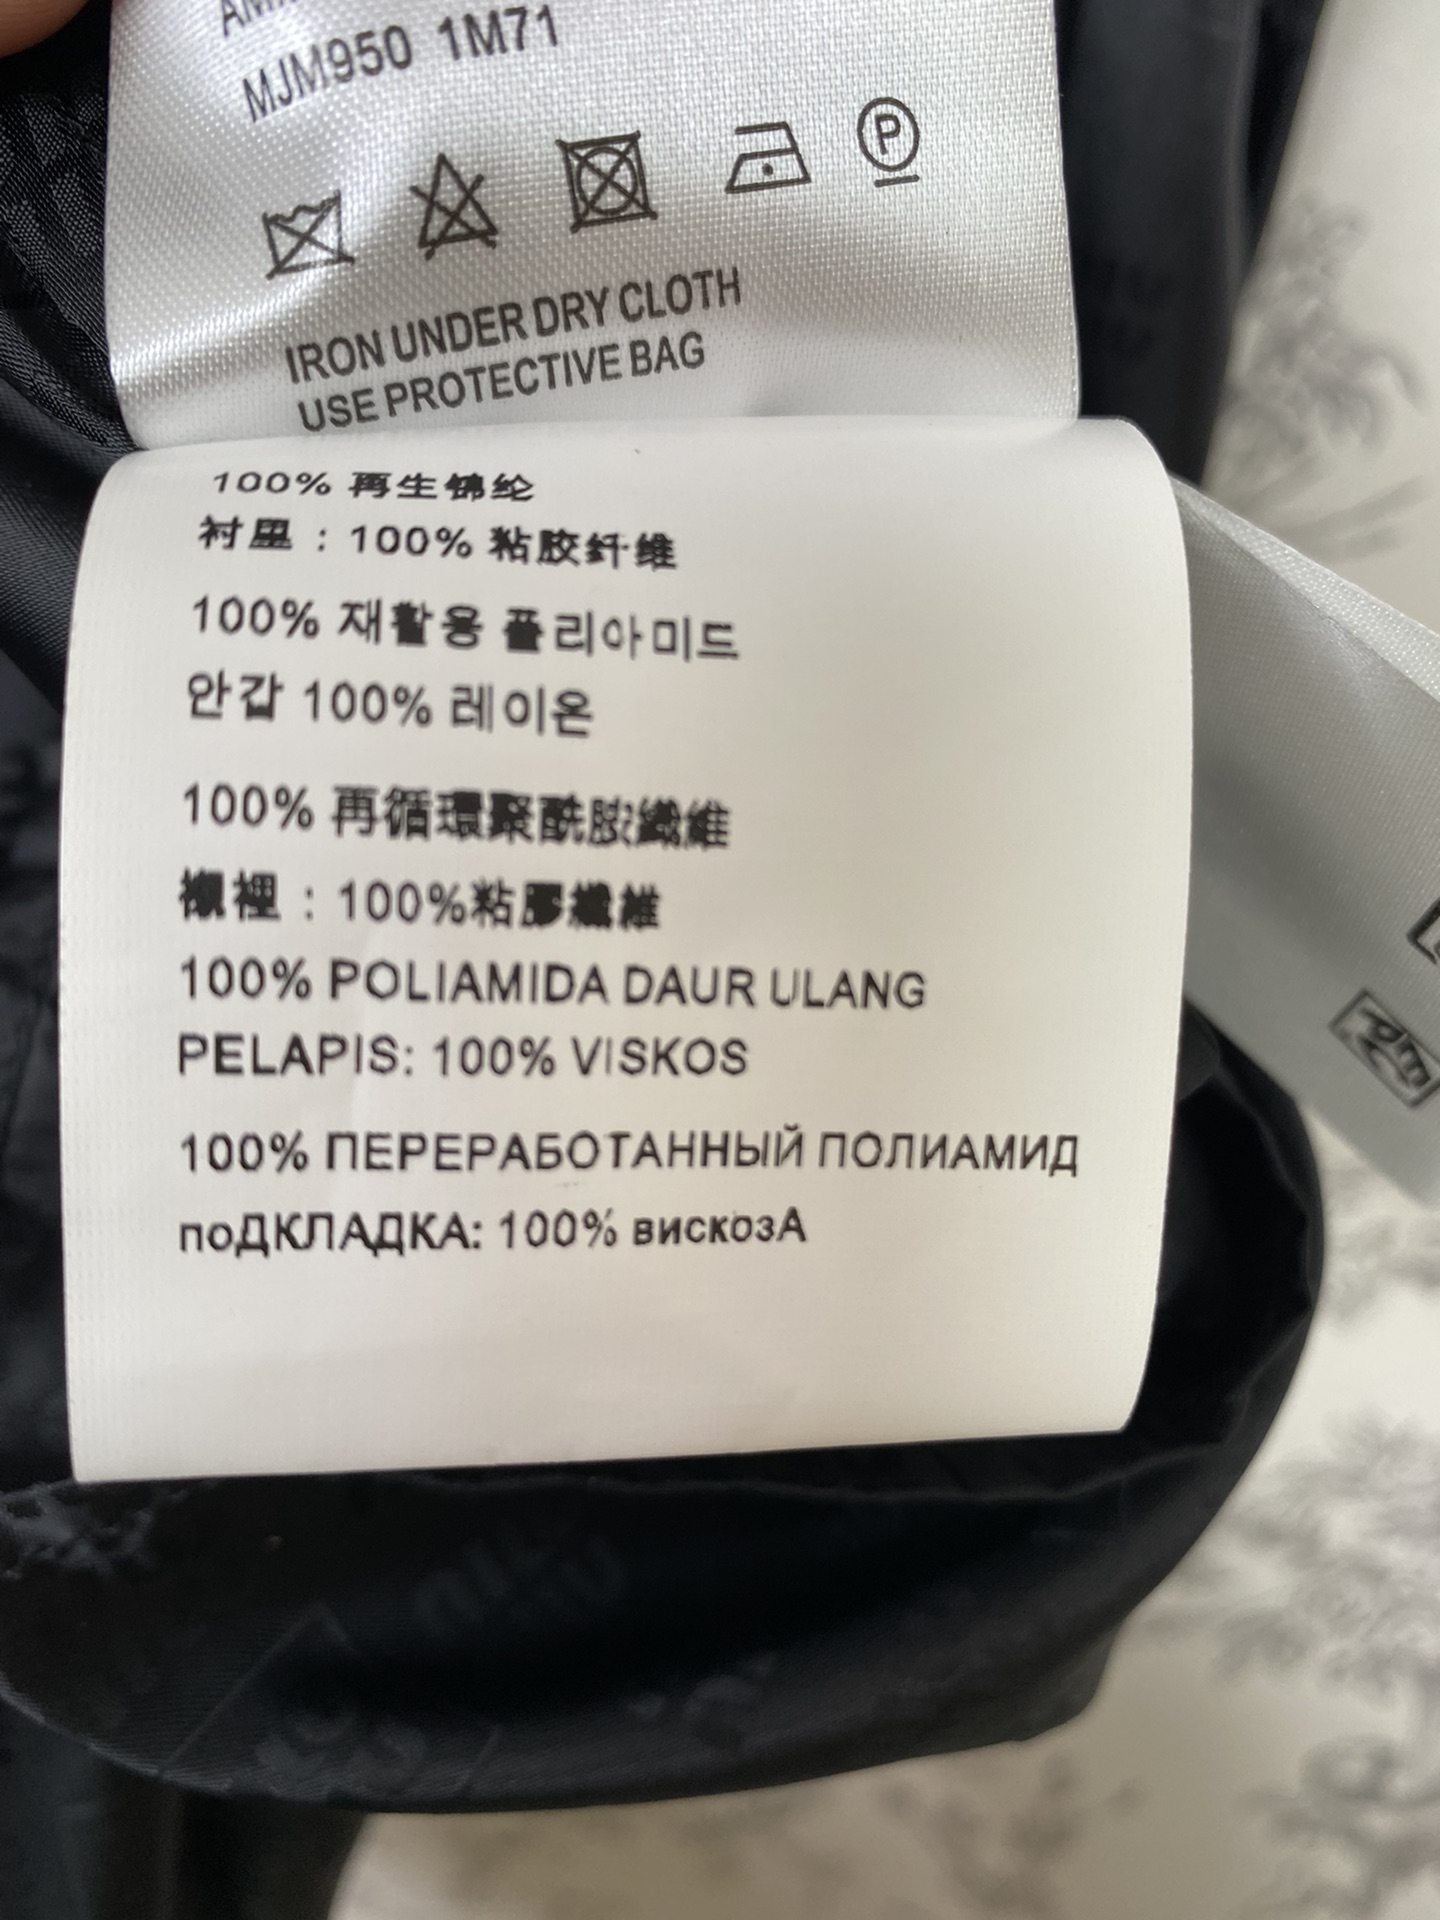 MJM950 1M71
P
IRON UNDER DRY CLOTH
USE PROTECTIVE BAG
100% 再生锦纶
衬里：100% 粘胶纤维
100% 재활용 폴리아미드
안갑 100% 레이온
100% 再循環聚酰胺纖維
襯裡：100%粘膠纖維
100% POLIAMIDA DAUR ULANG
PELAPIS: 100% VISKOS
100% ПЕРЕРАБОТАННЫЙ ПОЛИАМИД
поДКЛАДКА: 100% вискозА